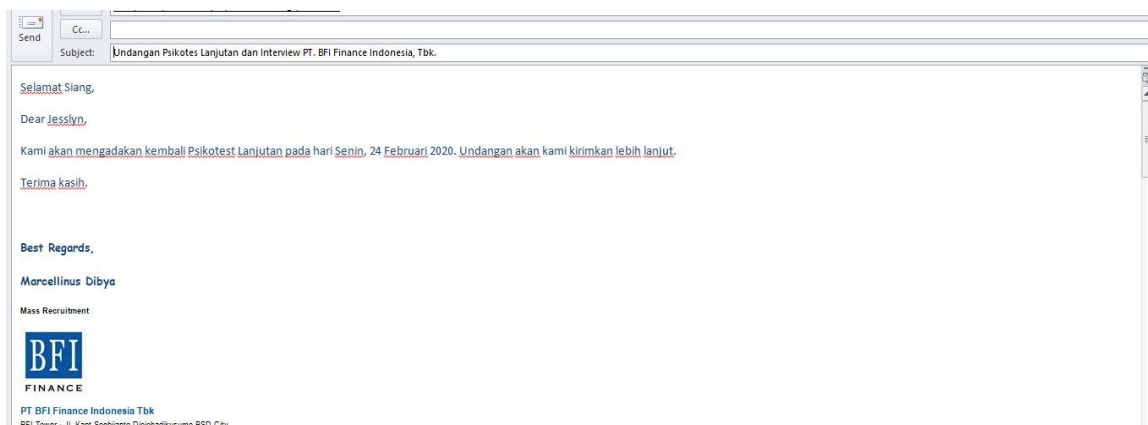 Send
Cc...
Subject: Undangan Psikotes Lanjutan dan Interview PT. BFI Finance Indonesia, Tbk.
Selamat Siang,
Dear Jesslyn,
Kami akan mengadakan kembali Psikotest Lanjutan pada hari Senin, 24 Februari 2020. Undangan akan kami kirimkan lebih lanjut.
Terima kasih.
Best Regards,
Marcellinus Dibya
Mass Recruitment
BFI
FINANCE
PT BFI Finance Indonesia Tbk